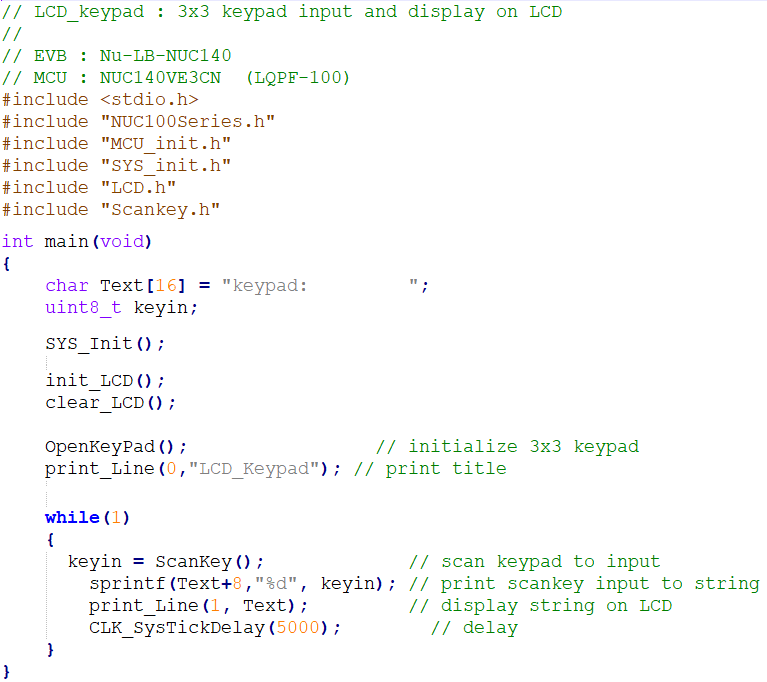 // LCD_keypad : 3x3 keypad input and display on LCD
//
// EVB : Nu-LB-NUC140
// MCU : NUC140VE3CN  (LQPF-100)
#include <stdio.h>
#include "NUC100Series.h"
#include "MCU_init.h"
#include "SYS_init.h"
#include "LCD.h"
#include "Scankey.h"
int main(void)
{
    char Text[16] = "keypad:         ";
    uint8_t keyin;
    SYS_Init();
    init_LCD();
    clear_LCD();
    OpenKeyPad();                 // initialize 3x3 keypad
    print_Line(0,"LCD_Keypad"); // print title
    while(1)
    {
      keyin = ScanKey();             // scan keypad to input
        sprintf(Text+8,"%d", keyin); // print scankey input to string
        print_Line(1, Text);         // display string on LCD
        CLK_SysTickDelay(5000);        // delay
    }
}